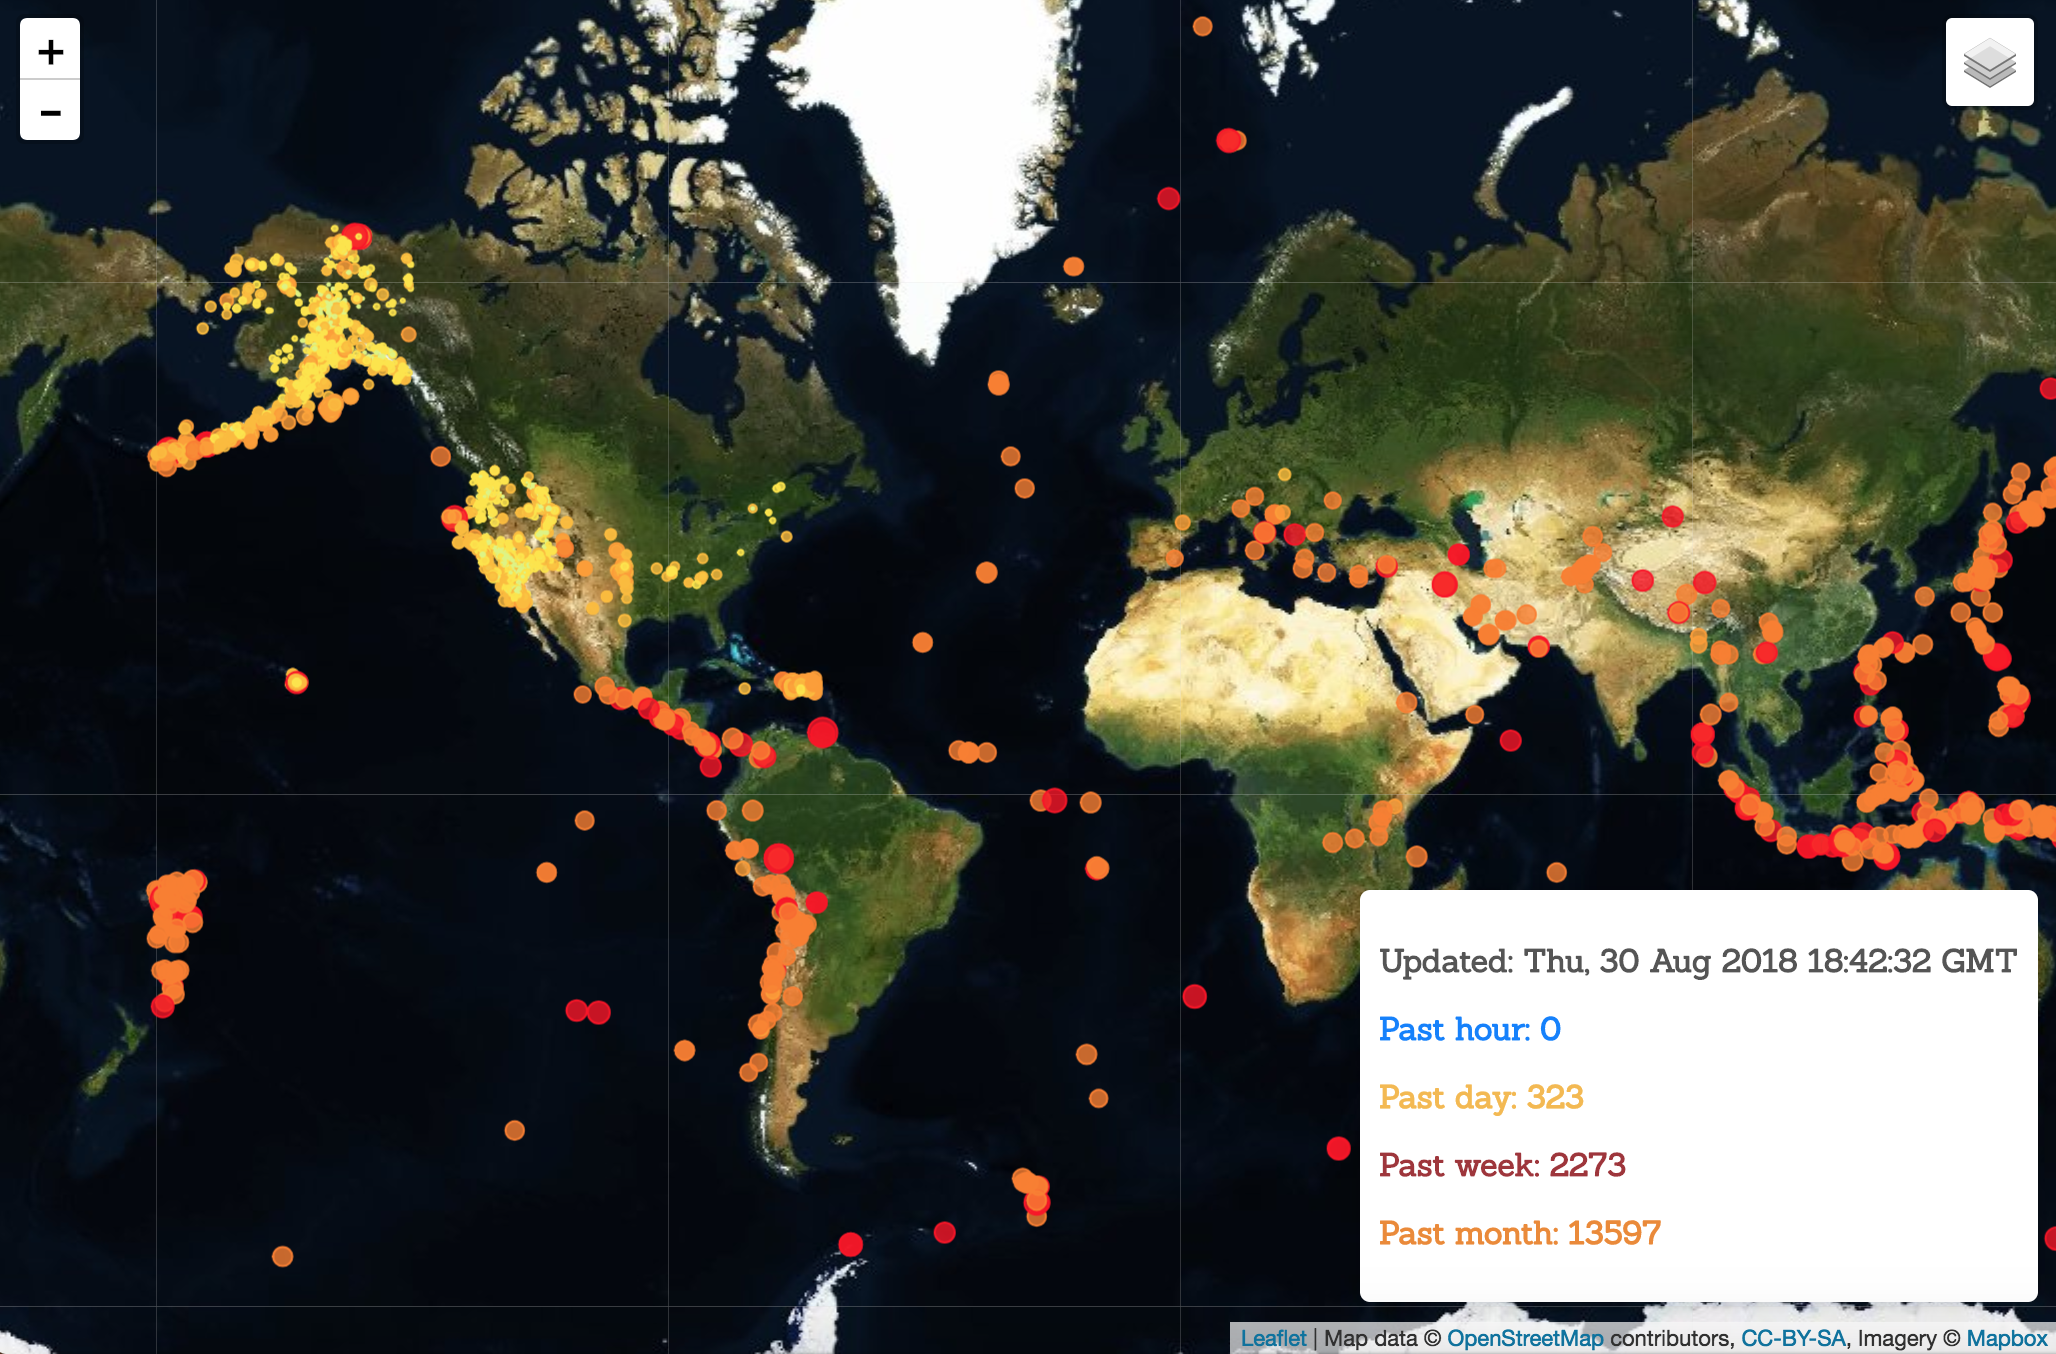 +
−
Updated: Thu, 30 Aug 2018 18:42:32 GMT
Past hour: 0
Past day: 323
Past week: 2273
Past month: 13597
Leaflet | Map data © OpenStreetMap contributors, CC-BY-SA, Imagery © Mapbox